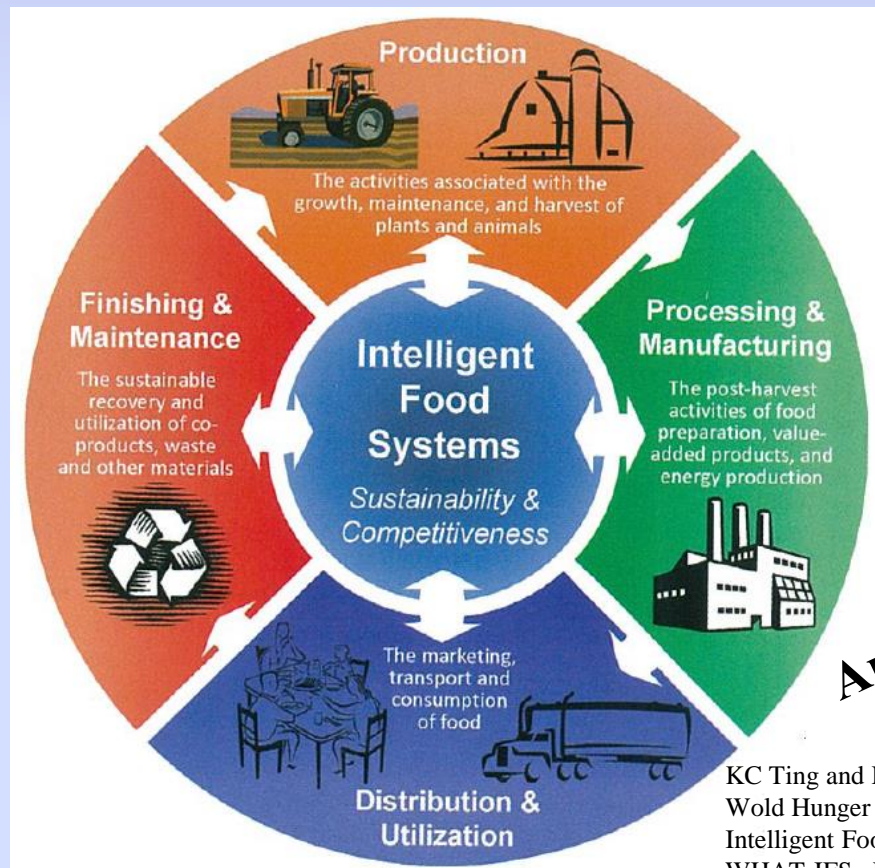 Production
The activities associated with the
growth, maintenance, and harvest of
plants and animals
Finishing &
Maintenance
The sustainable
recovery and
utilization of co-
products, waste
and other materials
Intelligent
Food
Systems
Sustainability &
Competitiveness
Processing &
Manufacturing
The post-harvest
activities of food
preparation, value-
added products, and
energy production
The marketing,
transport and
consumption
of food
Distribution &
Utilization
KC Ting and
Wold Hunger
Intelligent